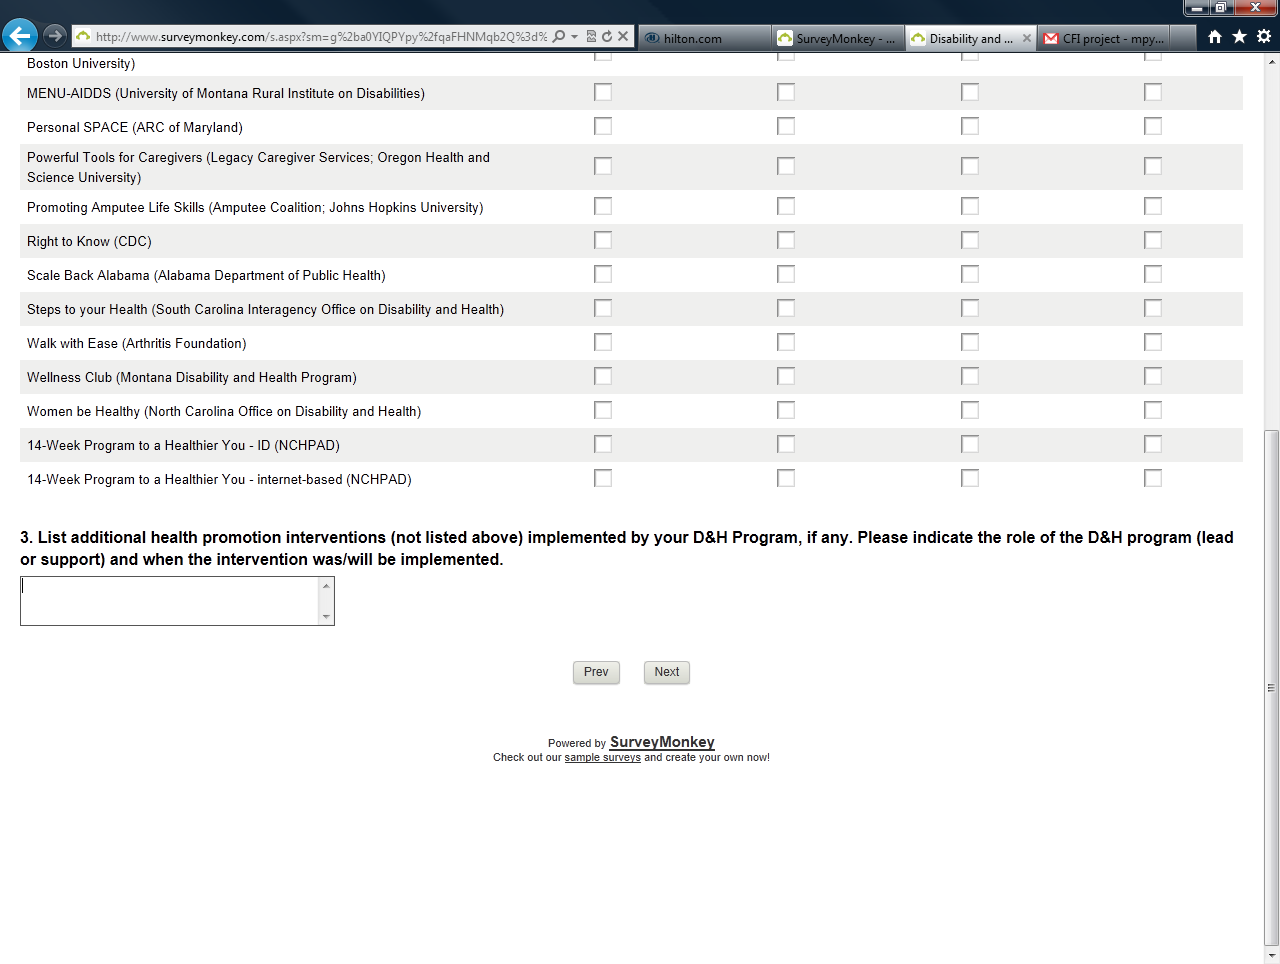 http://www.surveymonkey.com/s.aspx?sm=g%2ba0YIQPYpy%2fqaFHNMqb2Q%3d%
hilton.com
SurveyMonkey - ...
Disability and ...
CFI project - mpy...
Boston University)
MENU-AIDDS (University of Montana Rural Institute on Disabilities)
Personal SPACE (ARC of Maryland)
Powerful Tools for Caregivers (Legacy Caregiver Services; Oregon Health and
Science University)
Promoting Amputee Life Skills (Amputee Coalition; Johns Hopkins University)
Right to Know (CDC)
Scale Back Alabama (Alabama Department of Public Health)
Steps to your Health (South Carolina Interagency Office on Disability and Health)
Walk with Ease (Arthritis Foundation)
Wellness Club (Montana Disability and Health Program)
Women be Healthy (North Carolina Office on Disability and Health)
14-Week Program to a Healthier You - ID (NCHPAD)
14-Week Program to a Healthier You - internet-based (NCHPAD)
3. List additional health promotion interventions (not listed above) implemented by your D&H Program, if any. Please indicate the role of the D&H program (lead
or support) and when the intervention was/will be implemented.
Prev
Next
Powered by SurveyMonkey
Check out our sample surveys and create your own now!